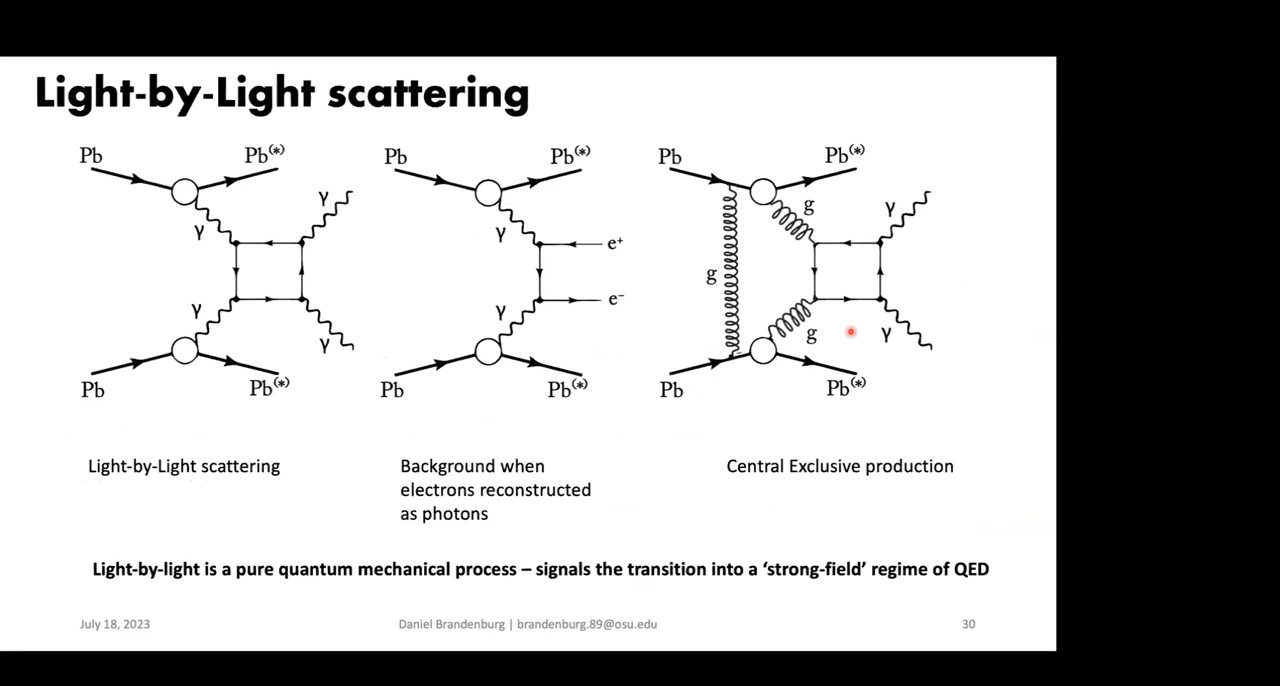 Light-by-Light scattering
Pb Pb(*) Pb Pb(*) Pb Pb(*)
γ γ g γ
γ e⁺ g
γ γ e⁻ g γ
γ
Pb Pb(*) Pb Pb(*) Pb Pb(*)
Light-by-Light scattering
Background when
electrons reconstructed
as photons
Central Exclusive production
Light-by-light is a pure quantum mechanical process – signals the transition into a ‘strong-field’ regime of QED
July 18, 2023
Daniel Brandenburg | brandenburg.89@osu.edu
30